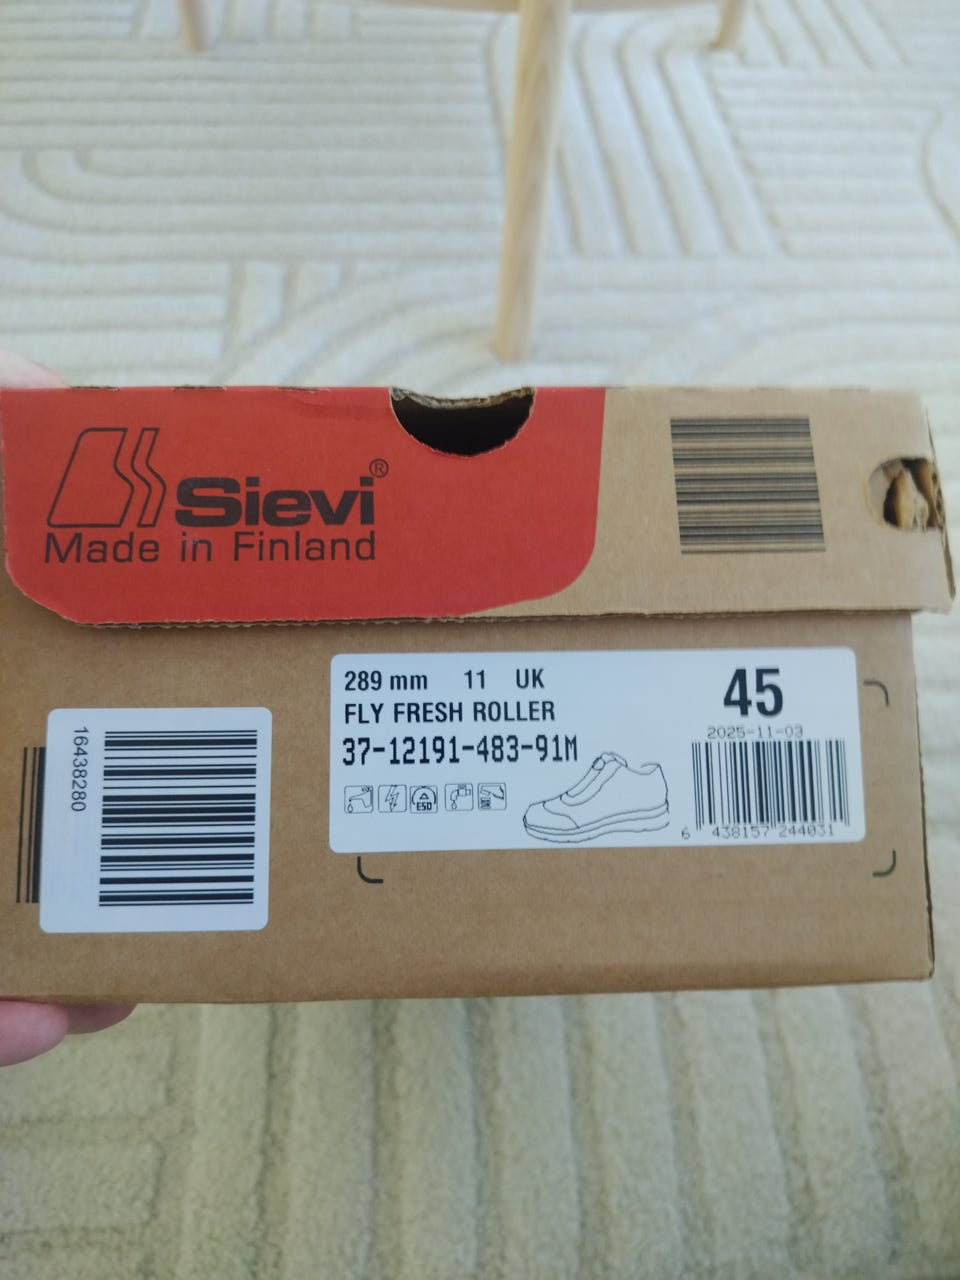 Sievi®
Made in Finland
289 mm 11 UK
45
FLY FRESH ROLLER
37-12191-483-91M
2025-11-03
ESD
6 438157 244031
16438280